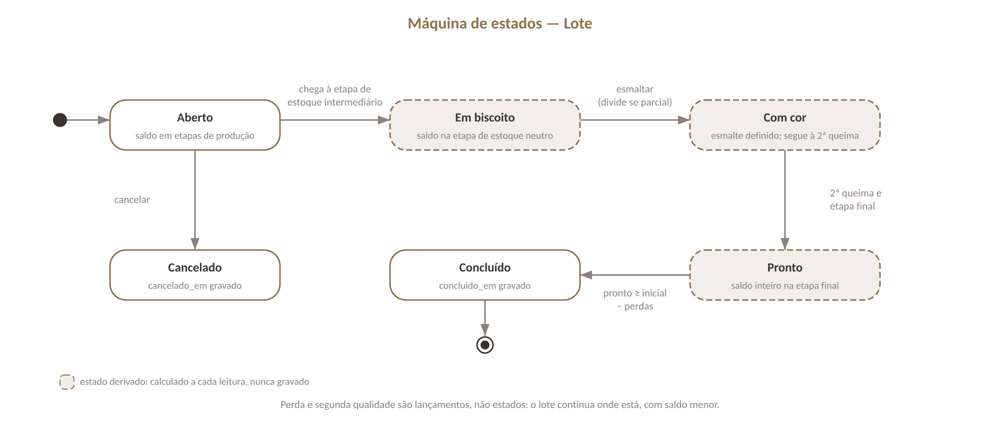 Máquina de estados — Lote
chega à etapa de
estoque intermediário
esmaltar
(divide se parcial)
Aberto
saldo em etapas de produção
Em biscoito
saldo na etapa de estoque neutro
Com cor
esmalte definido; segue à 2ª queima
cancelar
2ª queima e
etapa final
Cancelado
cancelado_em gravado
Concluído
concluido_em gravado
Pronto
saldo inteiro na etapa final
pronto ≥ inicial
− perdas
estado derivado: calculado a cada leitura, nunca gravado
Perda e segunda qualidade são lançamentos, não estados: o lote continua onde está, com saldo menor.